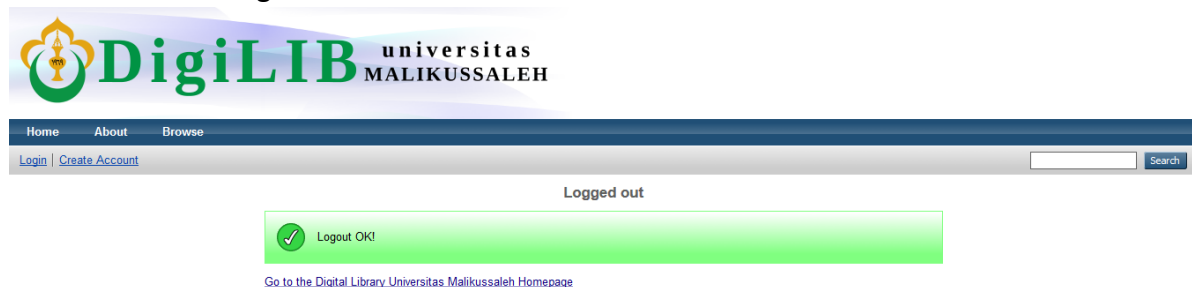 DigiLIB universitas
MALIKUSSALEH
Home About Browse
Login | Create Account Search
Logged out
Logout OK!
Go to the Digital Library Universitas Malikussaleh Homepage